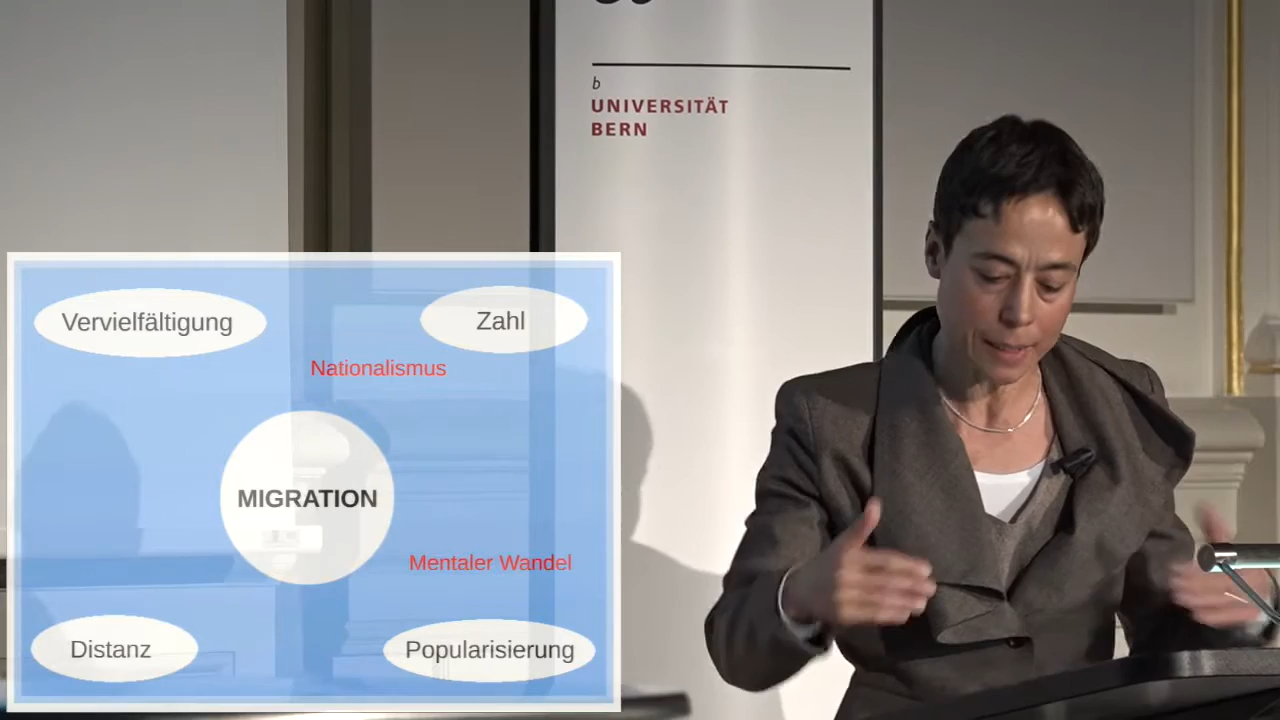 b
UNIVERSITÄT
BERN
Vervielfältigung
Zahl
Nationalismus
MIGRATION
Mentaler Wandel
Distanz
Popularisierung